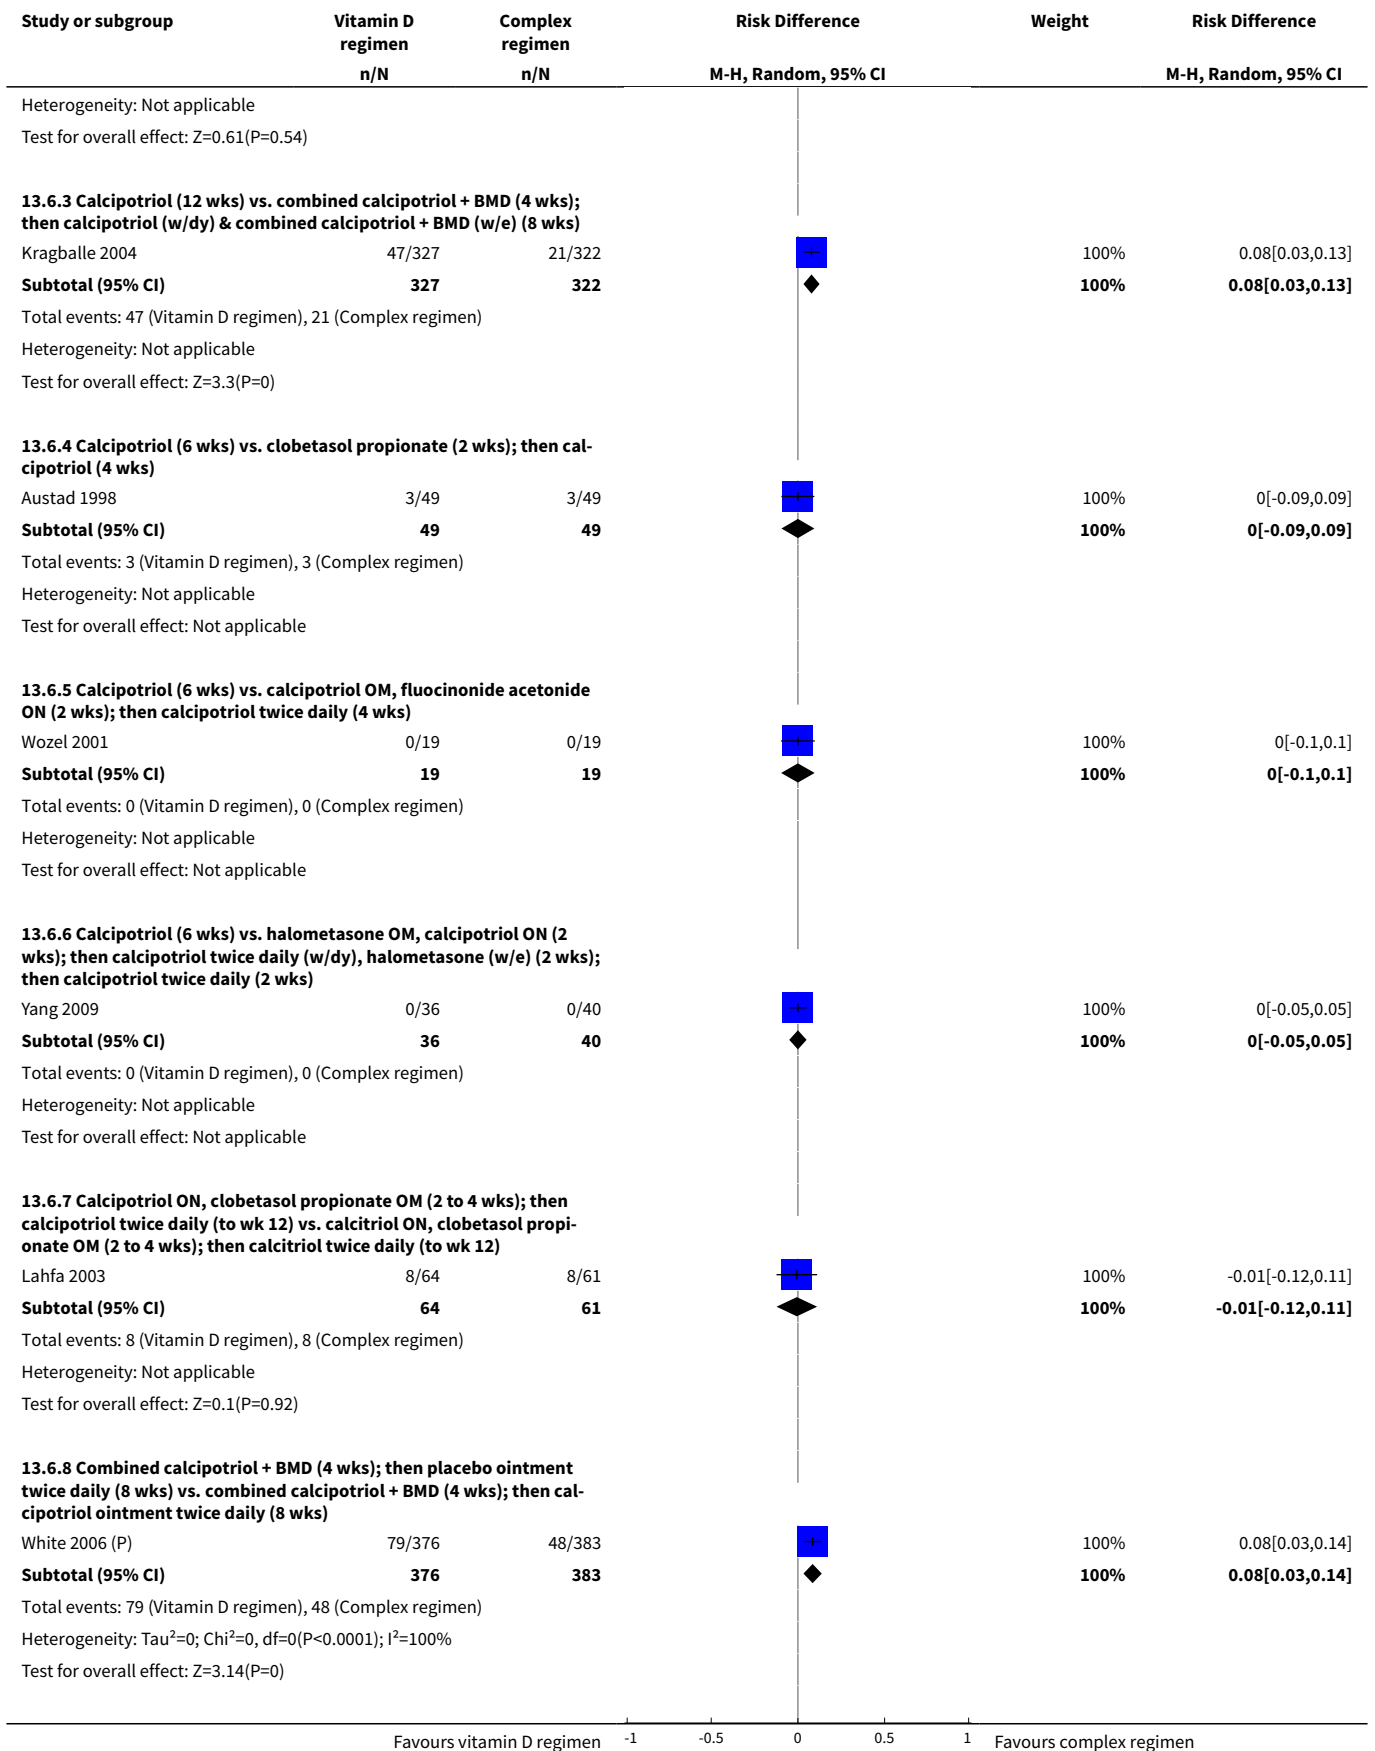 Study or subgroup Vitamin D regimen Complex regimen Risk Difference Weight Risk Difference
n/N n/N M-H, Random, 95% CI M-H, Random, 95% CI
Heterogeneity: Not applicable
Test for overall effect: Z=0.61(P=0.54)
13.6.3 Calcipotriol (12 wks) vs. combined calcipotriol + BMD (4 wks);
then calcipotriol (w/dy) & combined calcipotriol + BMD (w/e) (8 wks)
Kragballe 2004 47/327 21/322 100% 0.08[0.03,0.13]
Subtotal (95% CI) 327 322 100% 0.08[0.03,0.13]
Total events: 47 (Vitamin D regimen), 21 (Complex regimen)
Heterogeneity: Not applicable
Test for overall effect: Z=3.3(P=0)
13.6.4 Calcipotriol (6 wks) vs. clobetasol propionate (2 wks); then cal-
cipotriol (4 wks)
Austad 1998 3/49 3/49 100% 0[-0.09,0.09]
Subtotal (95% CI) 49 49 100% 0[-0.09,0.09]
Total events: 3 (Vitamin D regimen), 3 (Complex regimen)
Heterogeneity: Not applicable
Test for overall effect: Not applicable
13.6.5 Calcipotriol (6 wks) vs. calcipotriol OM, fluocinonide acetonide
ON (2 wks); then calcipotriol twice daily (4 wks)
Wozel 2001 0/19 0/19 100% 0[-0.1,0.1]
Subtotal (95% CI) 19 19 100% 0[-0.1,0.1]
Total events: 0 (Vitamin D regimen), 0 (Complex regimen)
Heterogeneity: Not applicable
Test for overall effect: Not applicable
13.6.6 Calcipotriol (6 wks) vs. halometasone OM, calcipotriol ON (2
wks); then calcipotriol twice daily (w/dy), halometasone (w/e) (2 wks);
then calcipotriol twice daily (2 wks)
Yang 2009 0/36 0/40 100% 0[-0.05,0.05]
Subtotal (95% CI) 36 40 100% 0[-0.05,0.05]
Total events: 0 (Vitamin D regimen), 0 (Complex regimen)
Heterogeneity: Not applicable
Test for overall effect: Not applicable
13.6.7 Calcipotriol ON, clobetasol propionate OM (2 to 4 wks); then
calcipotriol twice daily (to wk 12) vs. calcitriol ON, clobetasol propi-
onate OM (2 to 4 wks); then calcitriol twice daily (to wk 12)
Lahfa 2003 8/64 8/61 100% -0.01[-0.12,0.11]
Subtotal (95% CI) 64 61 100% -0.01[-0.12,0.11]
Total events: 8 (Vitamin D regimen), 8 (Complex regimen)
Heterogeneity: Not applicable
Test for overall effect: Z=0.1(P=0.92)
13.6.8 Combined calcipotriol + BMD (4 wks); then placebo ointment
twice daily (8 wks) vs. combined calcipotriol + BMD (4 wks); then cal-
cipotriol ointment twice daily (8 wks)
White 2006 (P) 79/376 48/383 100% 0.08[0.03,0.14]
Subtotal (95% CI) 376 383 100% 0.08[0.03,0.14]
Total events: 79 (Vitamin D regimen), 48 (Complex regimen)
Heterogeneity: Tau²=0; Chi²=0, df=0(P<0.0001); I²=100%
Test for overall effect: Z=3.14(P=0)
Favours vitamin D regimen -1 -0.5 0 0.5 1 Favours complex regimen